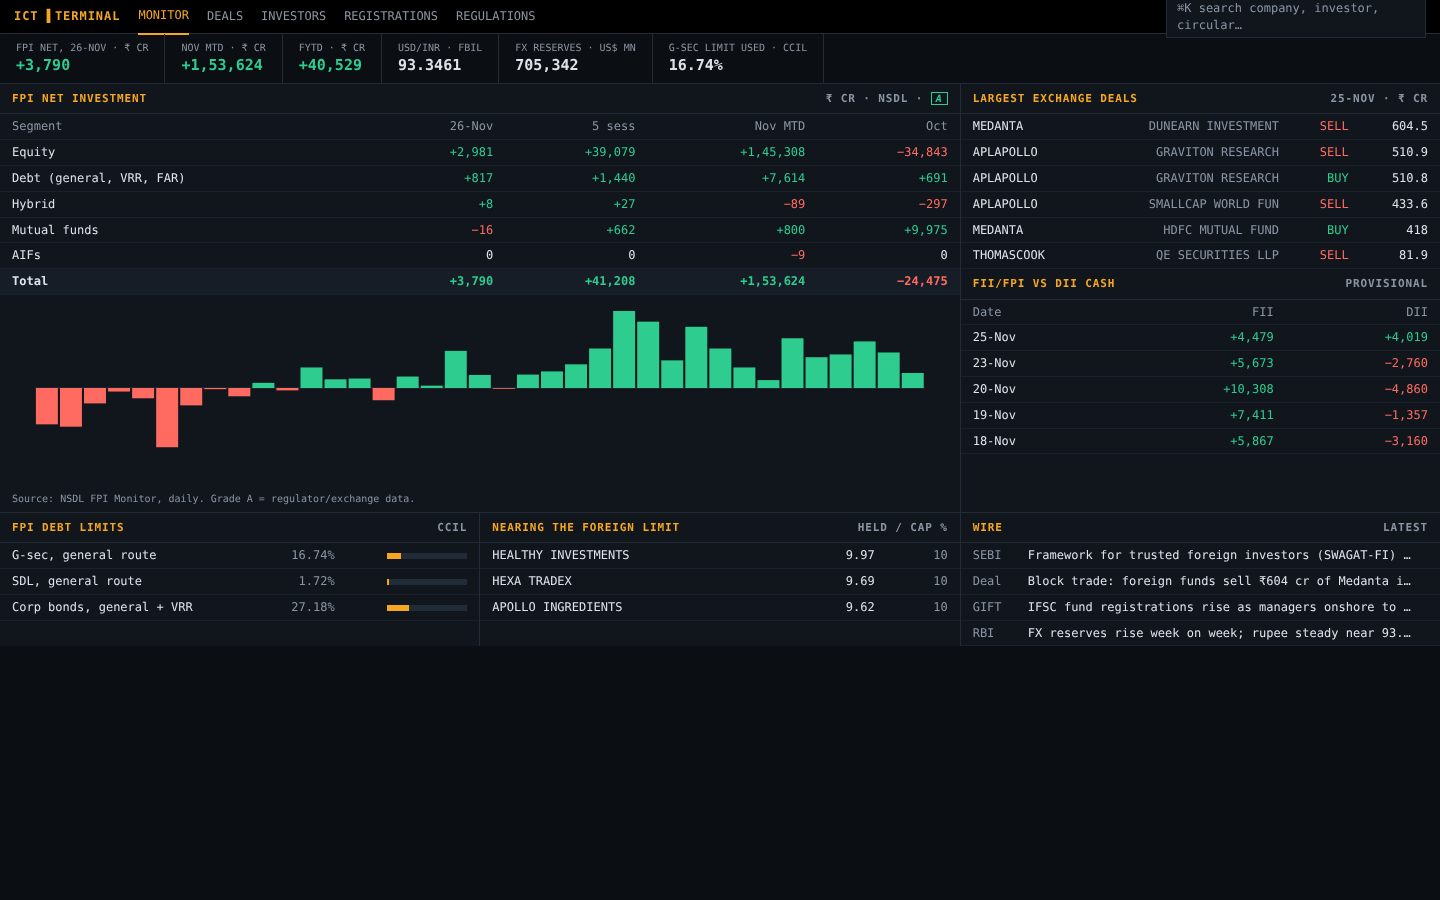 ICT ▌TERMINAL MONITOR DEALS INVESTORS REGISTRATIONS REGULATIONS
⌘K search company, investor,
circular…
FPI NET, 26-NOV · ₹ CR
+3,790
NOV MTD · ₹ CR
+1,53,624
FYTD · ₹ CR
+40,529
USD/INR · FBIL
93.3461
FX RESERVES · US$ MN
705,342
G-SEC LIMIT USED · CCIL
16.74%
FPI NET INVESTMENT ₹ CR · NSDL · A
Segment 26-Nov 5 sess Nov MTD Oct
Equity +2,981 +39,079 +1,45,308 −34,843
Debt (general, VRR, FAR) +817 +1,440 +7,614 +691
Hybrid +8 +27 −89 −297
Mutual funds −16 +662 +800 +9,975
AIFs 0 0 −9 0
Total +3,790 +41,208 +1,53,624 −24,475
Source: NSDL FPI Monitor, daily. Grade A = regulator/exchange data.
LARGEST EXCHANGE DEALS 25-NOV · ₹ CR
MEDANTA DUNEARN INVESTMENT SELL 604.5
APLAPOLLO GRAVITON RESEARCH SELL 510.9
APLAPOLLO GRAVITON RESEARCH BUY 510.8
APLAPOLLO SMALLCAP WORLD FUN SELL 433.6
MEDANTA HDFC MUTUAL FUND BUY 418
THOMASCOOK QE SECURITIES LLP SELL 81.9
FII/FPI VS DII CASH PROVISIONAL
Date FII DII
25-Nov +4,479 +4,019
23-Nov +5,673 −2,760
20-Nov +10,308 −4,860
19-Nov +7,411 −1,357
18-Nov +5,867 −3,160
FPI DEBT LIMITS CCIL
G-sec, general route 16.74%
SDL, general route 1.72%
Corp bonds, general + VRR 27.18%
NEARING THE FOREIGN LIMIT HELD / CAP %
HEALTHY INVESTMENTS 9.97 10
HEXA TRADEX 9.69 10
APOLLO INGREDIENTS 9.62 10
WIRE LATEST
SEBI Framework for trusted foreign investors (SWAGAT-FI) …
Deal Block trade: foreign funds sell ₹604 cr of Medanta i…
GIFT IFSC fund registrations rise as managers onshore to …
RBI FX reserves rise week on week; rupee steady near 93.…